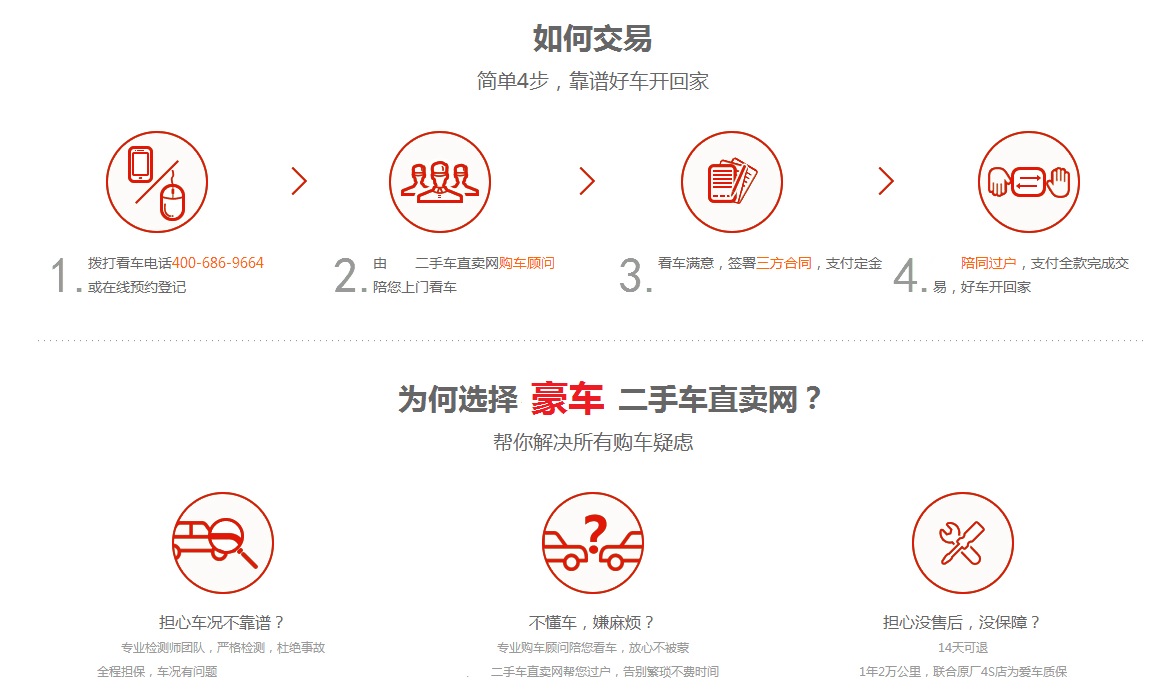 如何交易
简单4步，靠谱好车开回家
1. 拨打看车电话400-686-9664
或在线预约登记
2. 由 二手车直卖网购车顾问
陪您上门看车
3. 看车满意，签署三方合同，支付定金
4. 陪同过户，支付全款完成交
易，好车开回家
为何选择 豪车 二手车直卖网？
帮你解决所有购车疑虑
?
担心车况不靠谱？
专业检测师团队，严格检测，杜绝事故
全程担保，车况有问题
不懂车，嫌麻烦？
专业购车顾问陪您看车，放心不被蒙
二手车直卖网帮您过户，告别繁琐不费时间
担心没售后，没保障？
14天可退
1年2万公里，联合原厂4S店为爱车质保